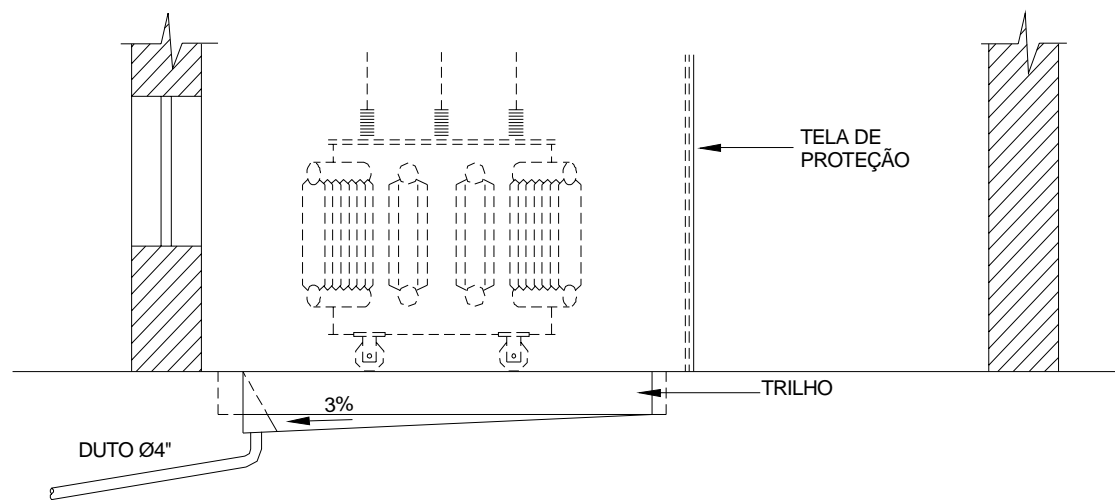 TELA DE
PROTEÇÃO
TRILHO
3%
DUTO Ø4"